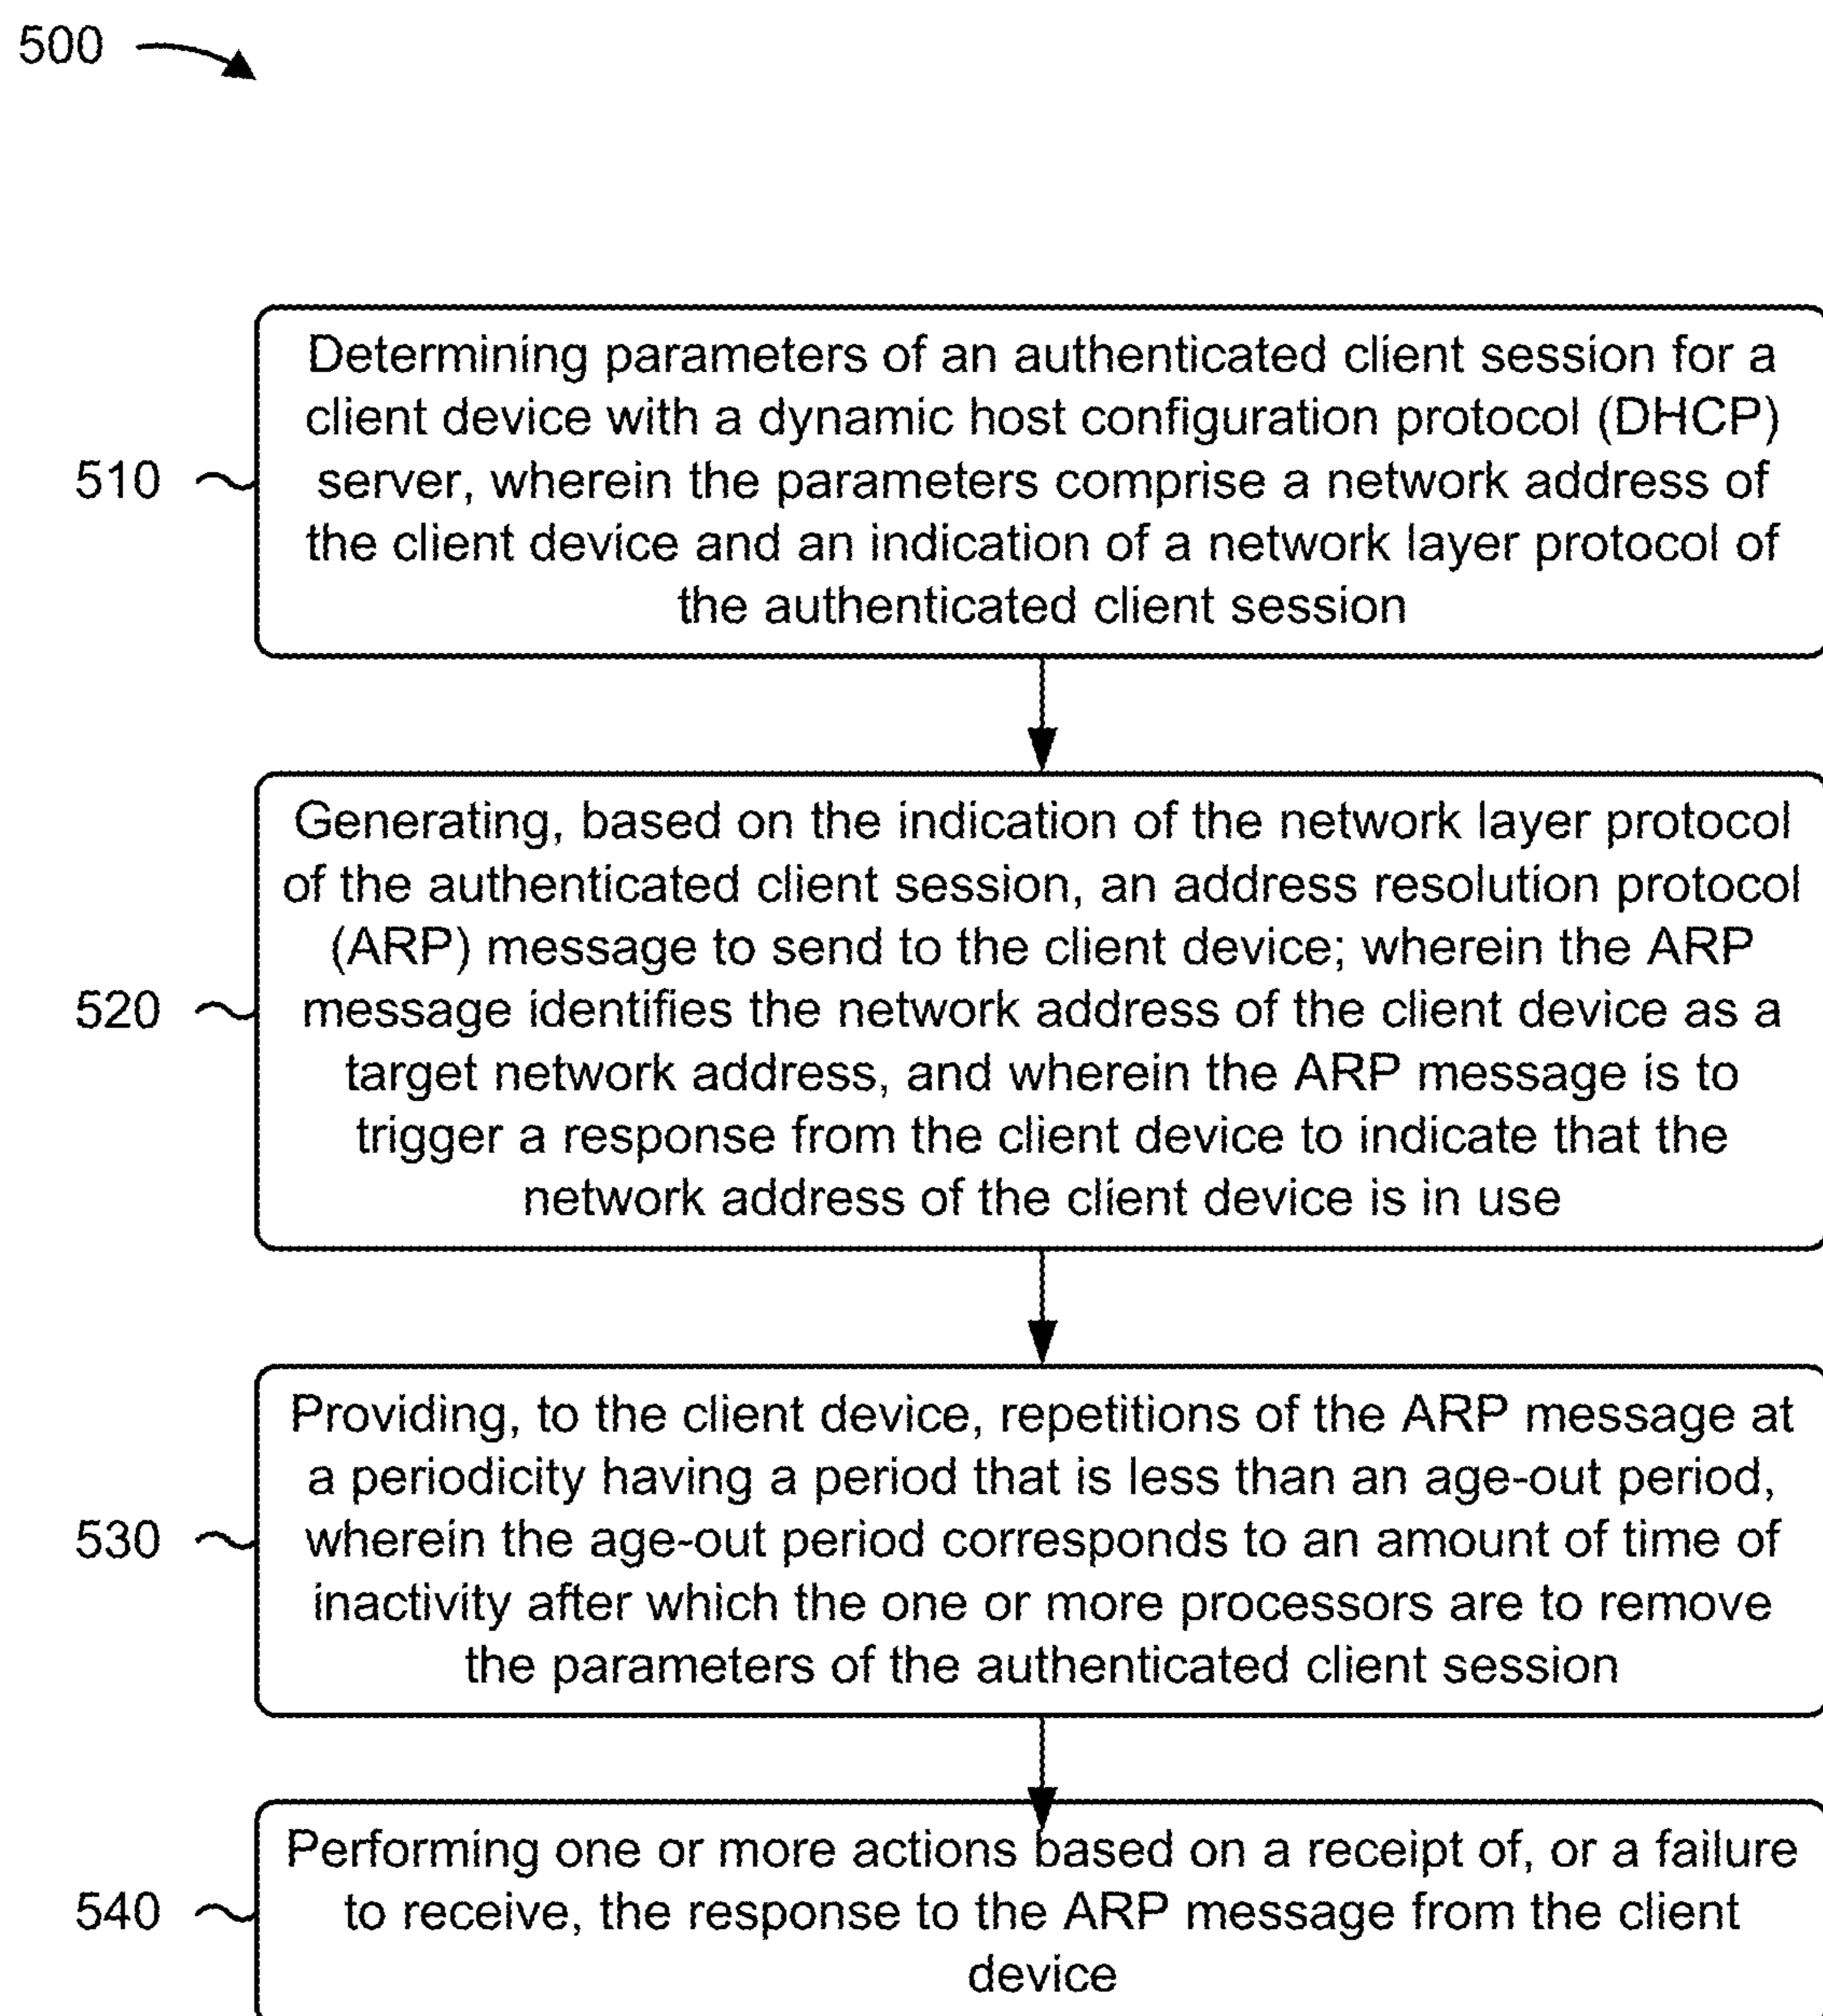 500
Determining parameters of an authenticated client session for a
client device with a dynamic host configuration protocol (DHCP)
510
server, wherein the parameters comprise a network address of
the client device and an indication of a network layer protocol of
the authenticated client session
Generating, based on the indication of the network layer protocol
of the authenticated client session, an address resolution protocol
(ARP) message to send to the client device; wherein the ARP
520
message identifies the network address of the client device as a
target network address, and wherein the ARP message is to
trigger a response from the client device to indicate that the
network address of the client device is in use
Providing, to the client device, repetitions of the ARP message at
a periodicity having a period that is less than an age-out period,
530
wherein the age-out period corresponds to an amount of time of
inactivity after which the one or more processors are to remove
the parameters of the authenticated client session
Performing one or more actions based on a receipt of, or a failure
540
to receive, the response to the ARP message from the client
device